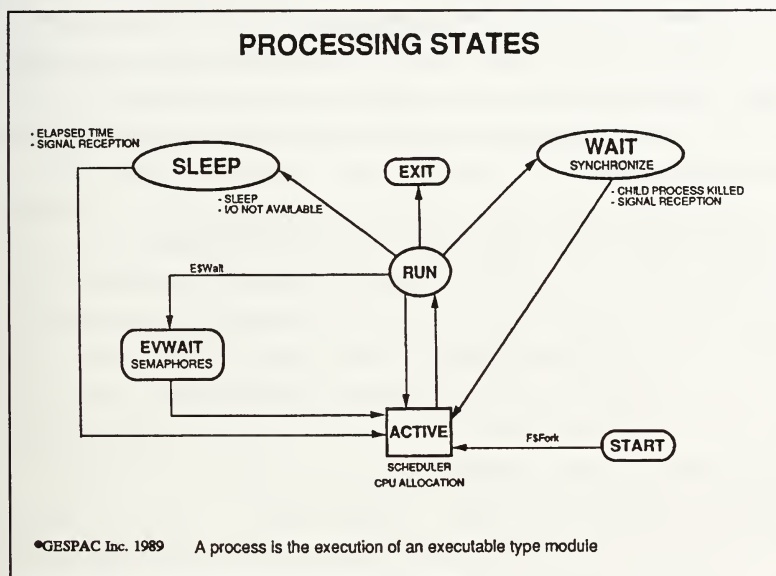 PROCESSING STATES
- ELAPSED TIME
- SIGNAL RECEPTION
SLEEP
- SLEEP
- I/O NOT AVAILABLE
EXIT
WAIT
SYNCHRONIZE
- CHILD PROCESS KILLED
- SIGNAL RECEPTION
RUN
E$Wait
EVWAIT
SEMAPHORES
ACTIVE
F$Fork
START
SCHEDULER
CPU ALLOCATION
©GESPAC Inc. 1989 A process is the execution of an executable type module